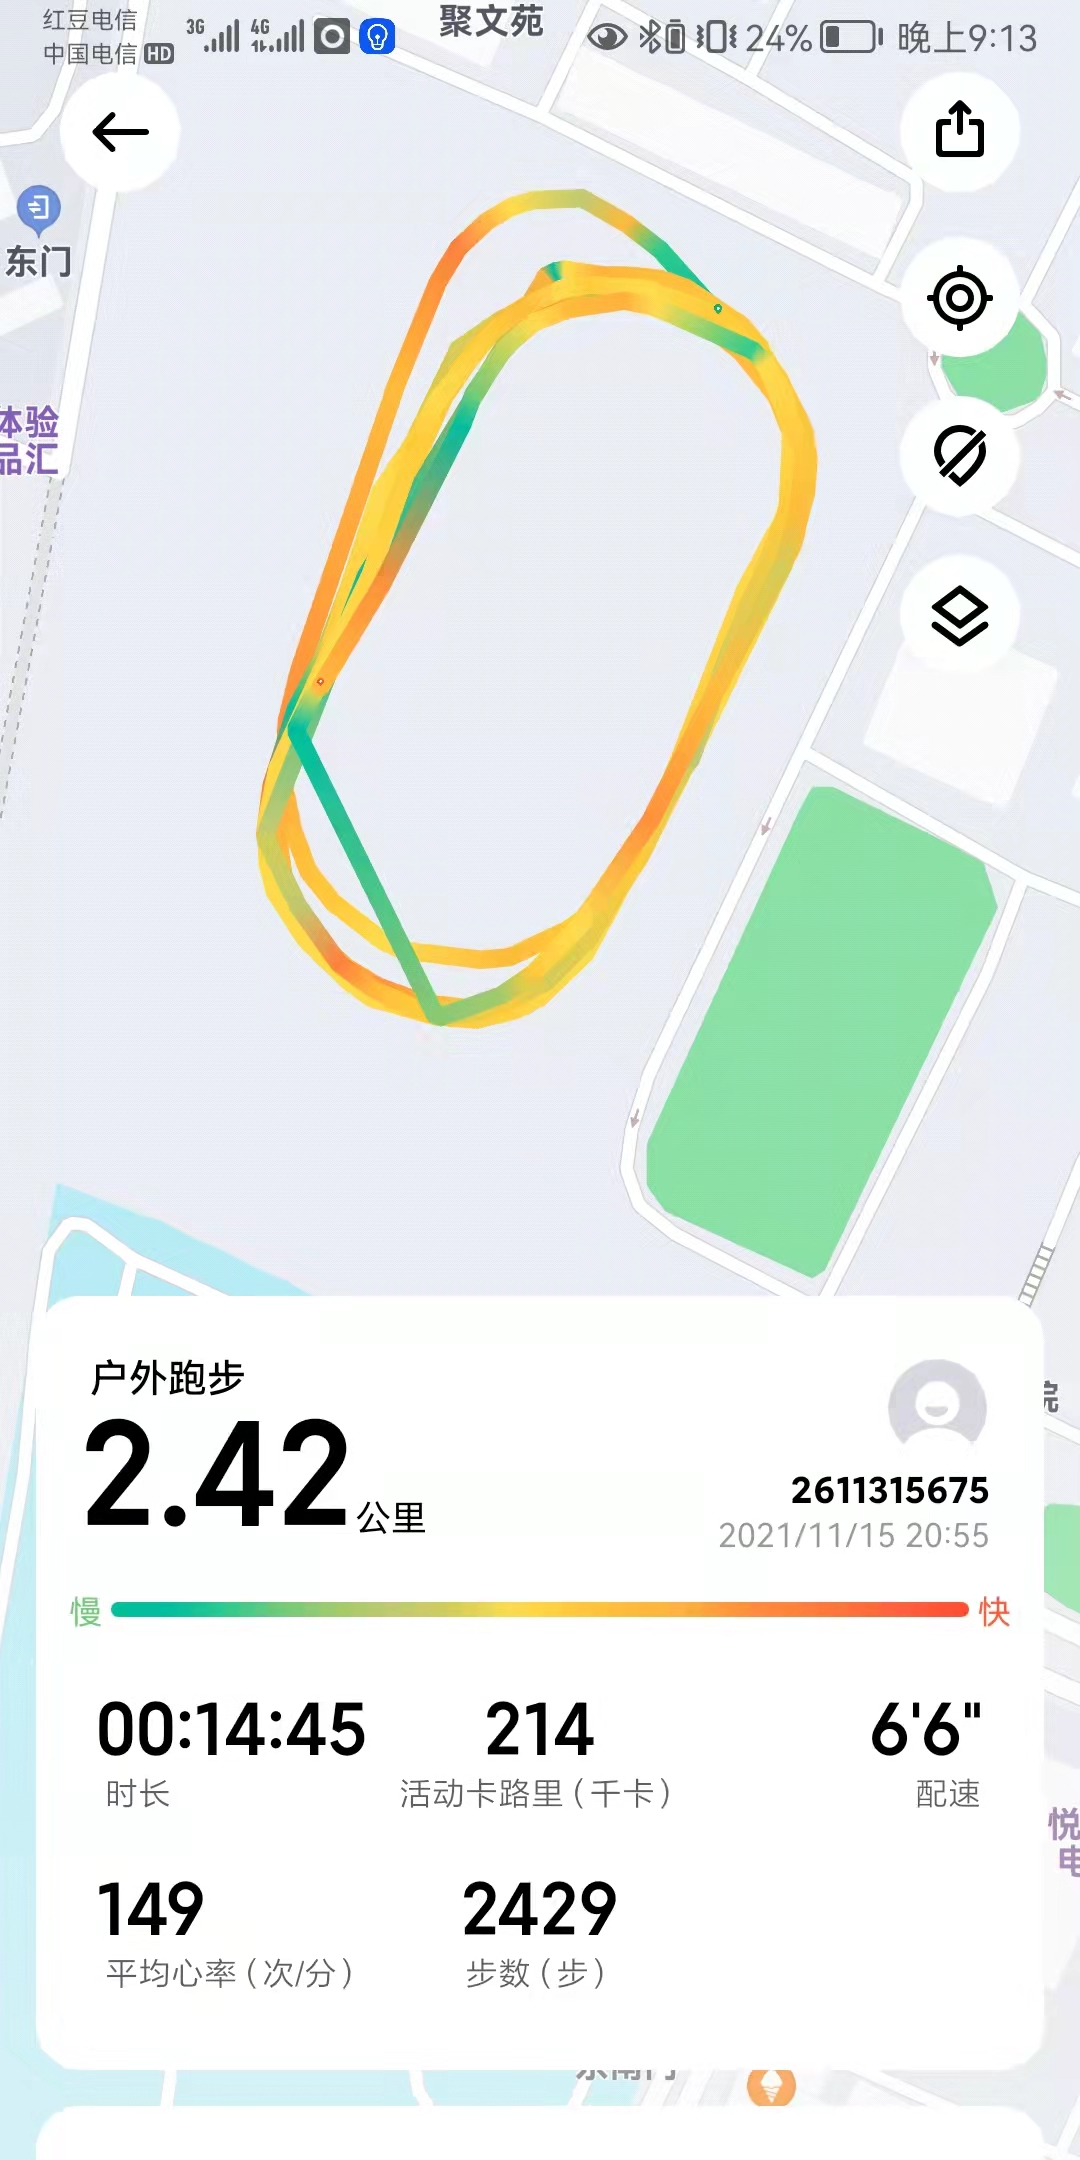 红豆电信
中国电信 HD
3G
4G
聚文苑
24%
晚上9:13
东门
体验
品汇
户外跑步
2.42公里
2611315675
2021/11/15 20:55
慢
快
00:14:45
214
6'6"
时长
活动卡路里（千卡）
配速
149
2429
平均心率（次/分）
步数（步）
院
悦
电